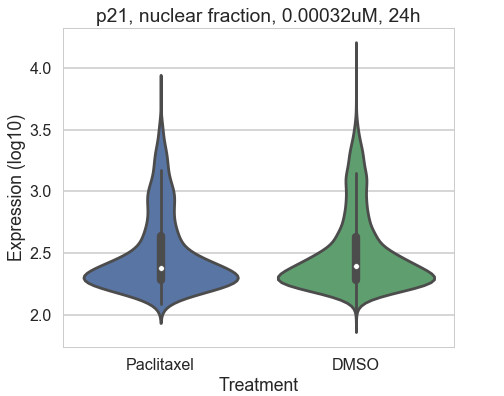 p21, nuclear fraction, 0.00032uM, 24h
Expression (log10)
4.0
3.5
3.0
2.5
2.0
Paclitaxel DMSO
Treatment